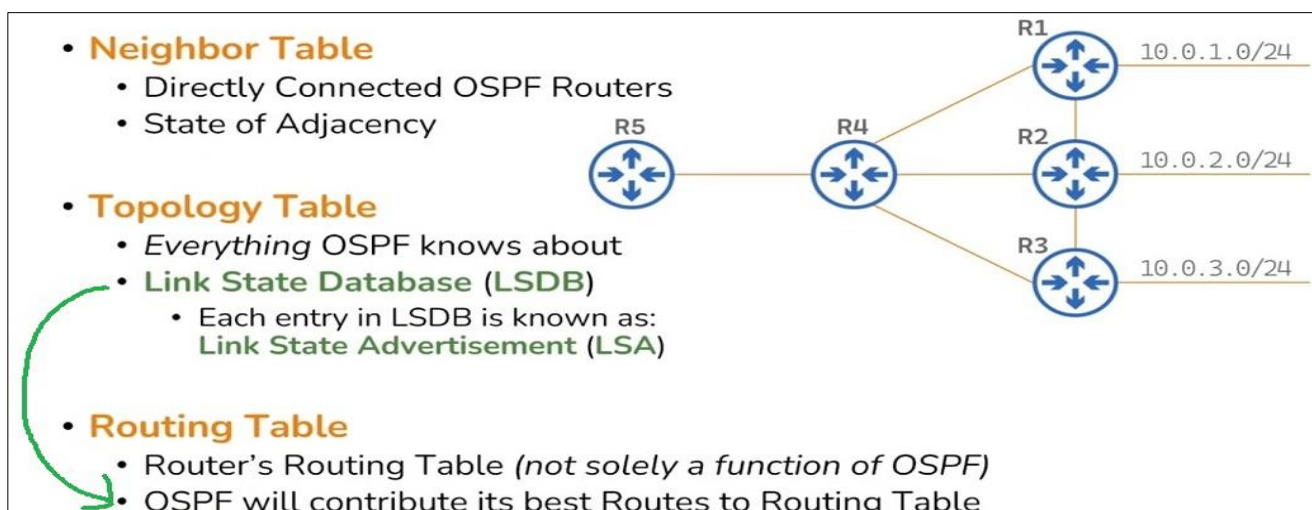 • Neighbor Table
• Directly Connected OSPF Routers
• State of Adjacency
• Topology Table
• Everything OSPF knows about
• Link State Database (LSDB)
• Each entry in LSDB is known as:
Link State Advertisement (LSA)
• Routing Table
• Router's Routing Table (not solely a function of OSPF)
• OSPF will contribute its best Routes to Routing Table
R1
10.0.1.0/24
R5
R4
R2
10.0.2.0/24
R3
10.0.3.0/24